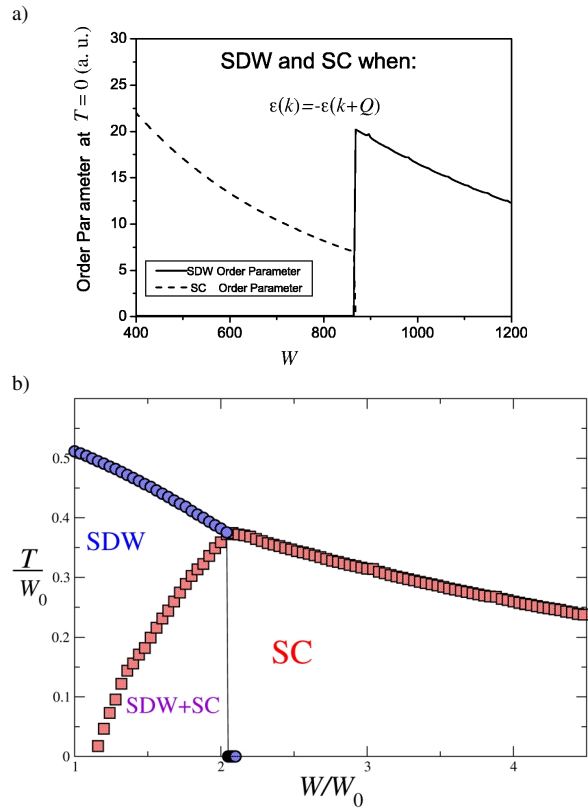 a)
SDW and SC when:
ε(k)=-ε(k+Q)
Order Par ameter at T=0 (a. u.)
30
25
20
15
10
5
0
SDW Order Parameter
SC Order Parameter
400 600 800 1000 1200
W
b)
T
W0
0.5
0.4
0.3
0.2
0.1
0
SDW
SDW+SC
SC
1 2 3 4
W/W0